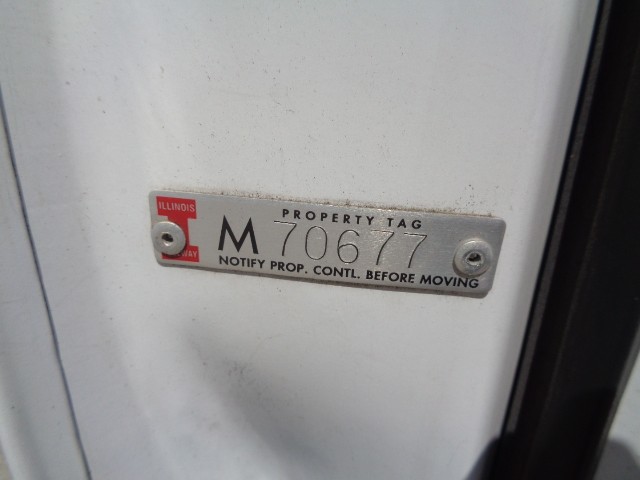 ILLINOIS
PROPERTY TAG
M 70677
NOTIFY PROP. CONTL. BEFORE MOVING